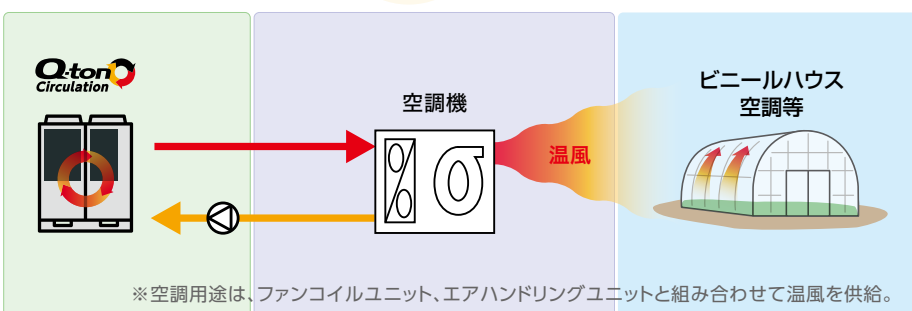 Q-ton
Circulation
空調機
温風
ビニールハウス
空調等
※空調用途は、ファンコイルユニット、エアハンドリングユニットと組み合わせて温風を供給。